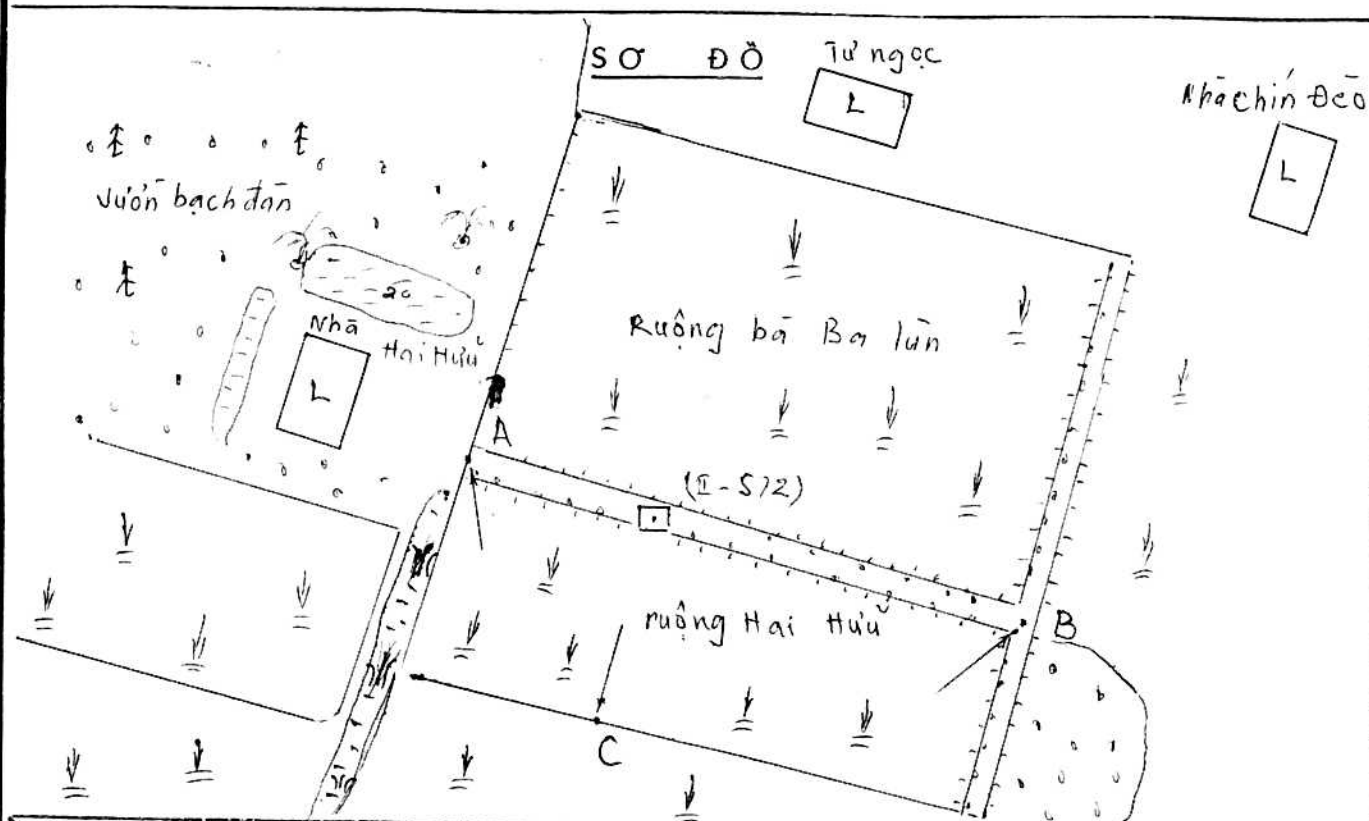 SƠ ĐỒ
Tư ngọc
L
Nhà chín Đẽo
L
Vườn bạch đàn
ao
Nhà
Hai Hữu
L
Ruộng bà Ba lùn
A
(II-572)
ruộng Hai Hữu
B
C